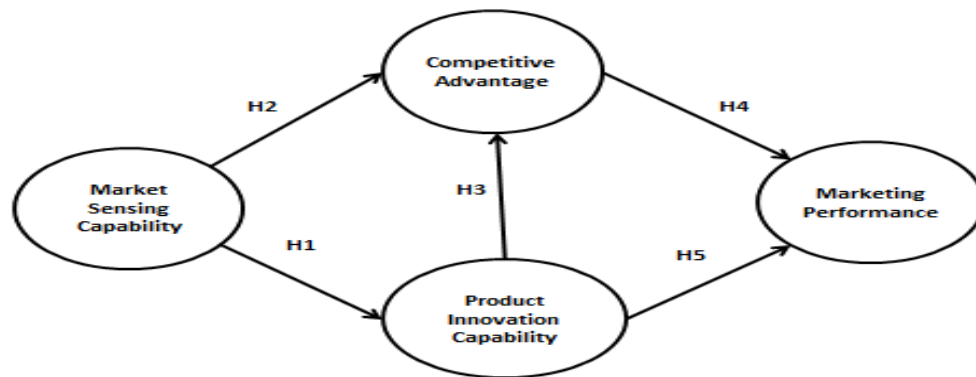 Competitive
Advantage
H2
H4
Market
Sensing
Capability
H3
Marketing
Performance
H1
H5
Product
Innovation
Capability